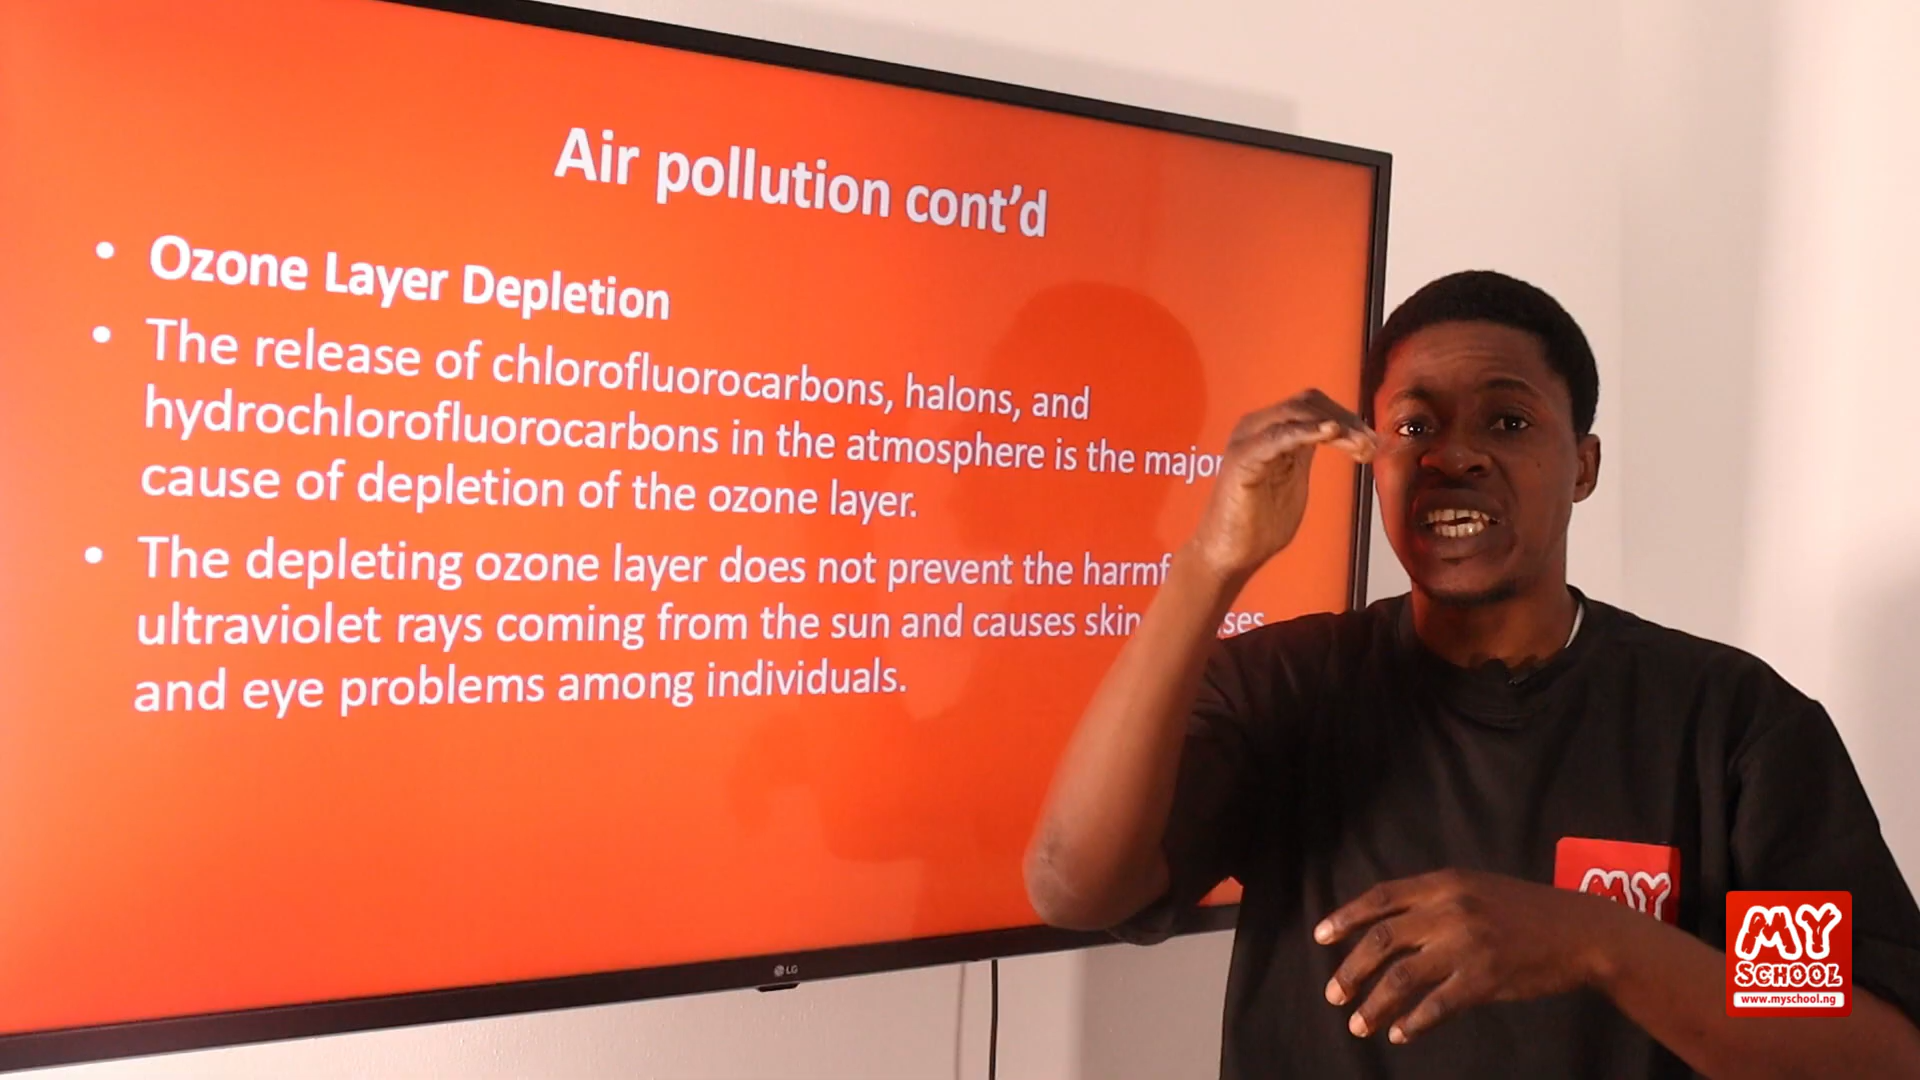 Air pollution cont'd
• Ozone Layer Depletion
• The release of chlorofluorocarbons, halons, and
hydrochlorofluorocarbons in the atmosphere is the major
cause of depletion of the ozone layer.
• The depleting ozone layer does not prevent the
ultraviolet rays coming from the sun and causes skin
and eye problems among individuals.
LG
MY
MY
SCHOOL
www.myschool.ng